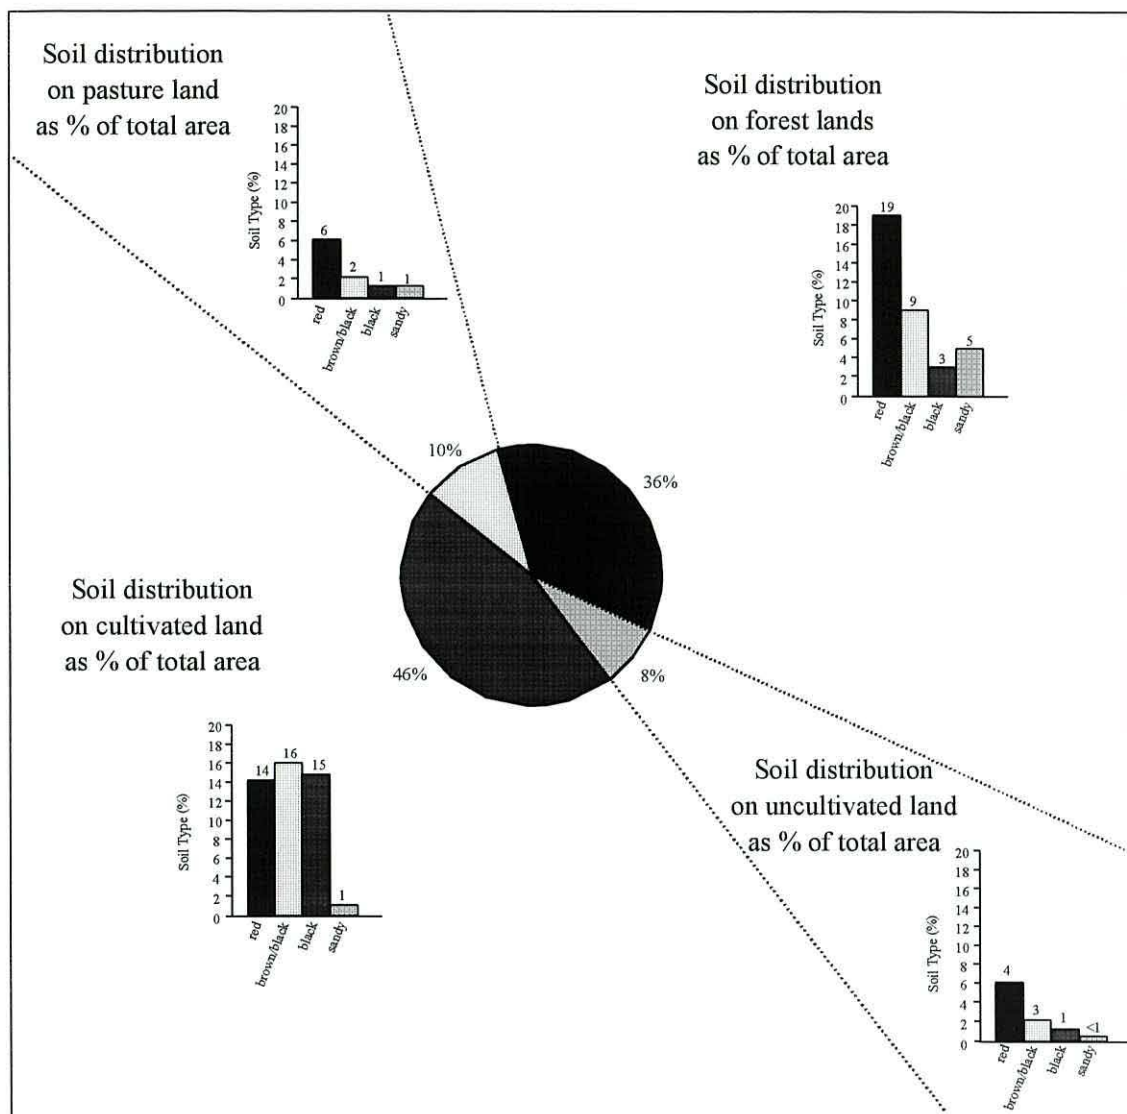 Soil distribution
on pasture land
as % of total area
Soil Type (%)
20
18
16
14
12
10
8
6
4
2
0
6
2
1
1
red
brown/black
black
sandy
Soil distribution
on forest lands
as % of total area
Soil Type (%)
20
18
16
14
12
10
8
6
4
2
0
19
9
3
5
red
brown/black
black
sandy
10%
36%
46%
8%
Soil distribution
on cultivated land
as % of total area
Soil Type (%)
20
18
16
14
12
10
8
6
4
2
0
14
16
15
1
red
brown/black
black
sandy
Soil distribution
on uncultivated land
as % of total area
Soil Type (%)
20
18
16
14
12
10
8
6
4
2
0
4
3
1
<1
red
brown/black
black
sandy